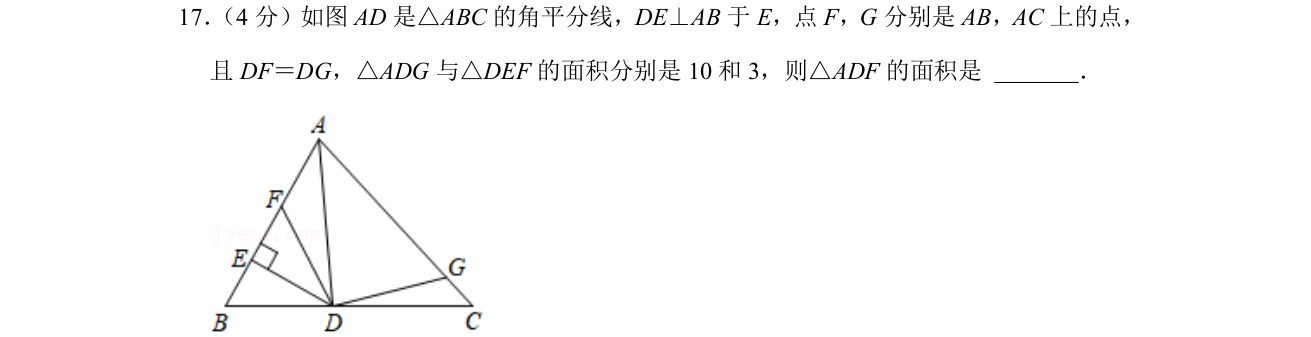 17.（4 分）如图 AD 是△ABC 的角平分线，DE⊥AB 于 E，点 F，G 分别是 AB，AC 上的点，
且 DF＝DG，△ADG 与△DEF 的面积分别是 10 和 3，则△ADF 的面积是 _______．
A
F
E
G
B
D
C